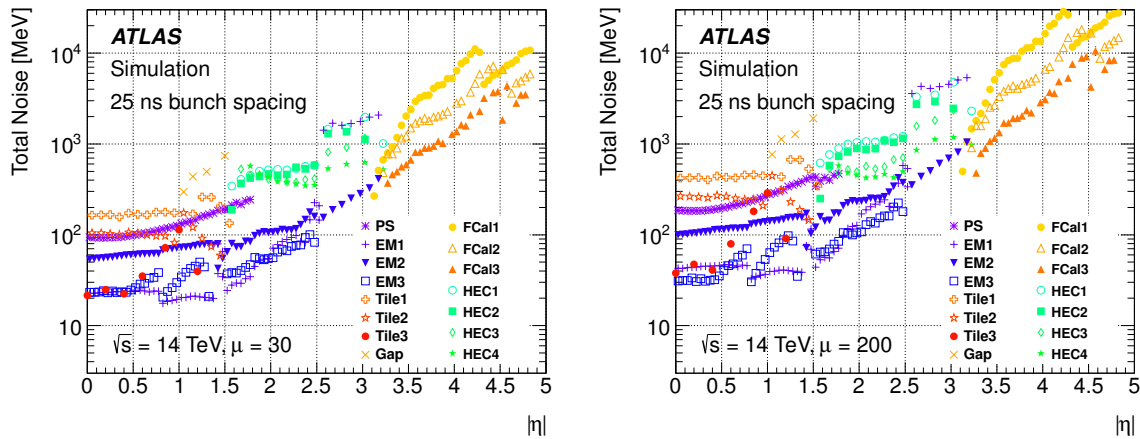 Total Noise [MeV]
10⁴
10³
10²
10
ATLAS
Simulation
25 ns bunch spacing
PS
EM1
EM2
EM3
Tile1
Tile2
Tile3
Gap
FCal1
FCal2
FCal3
HEC1
HEC2
HEC3
HEC4
√s = 14 TeV, μ = 30
0 0.5 1 1.5 2 2.5 3 3.5 4 4.5 5
|η|
Total Noise [MeV]
10⁴
10³
10²
10
ATLAS
Simulation
25 ns bunch spacing
PS
EM1
EM2
EM3
Tile1
Tile2
Tile3
Gap
FCal1
FCal2
FCal3
HEC1
HEC2
HEC3
HEC4
√s = 14 TeV, μ = 200
0 0.5 1 1.5 2 2.5 3 3.5 4 4.5 5
|η|